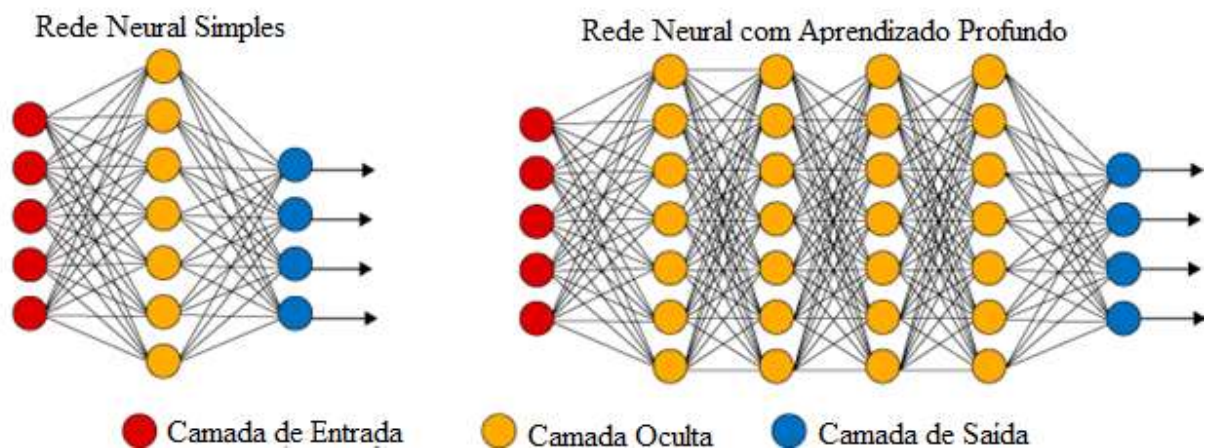 Rede Neural Simples
Rede Neural com Aprendizado Profundo
Camada de Entrada
Camada Oculta
Camada de Saída